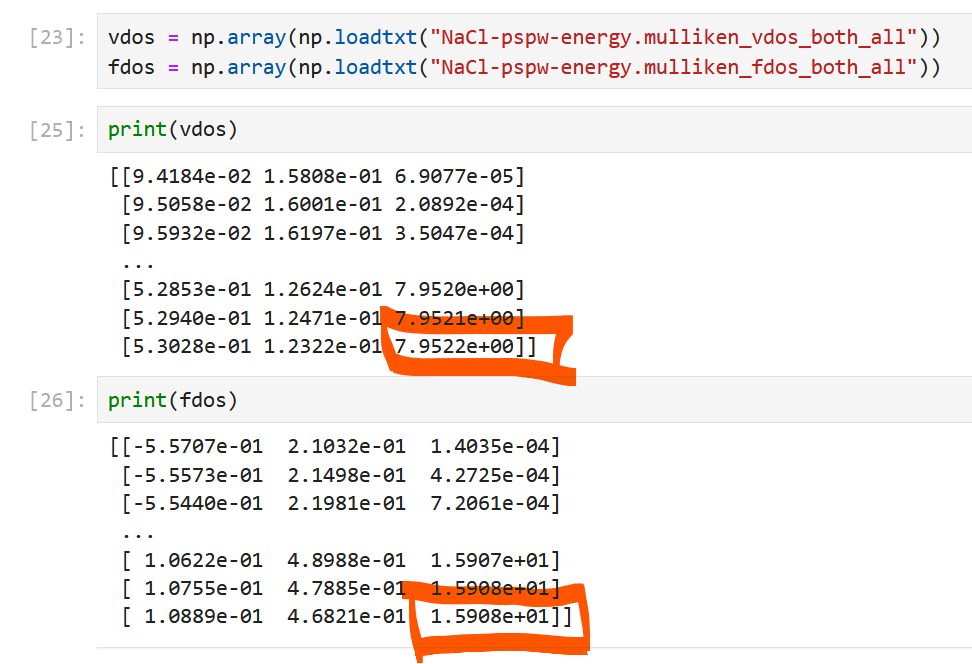 [23]: vdos = np.array(np.loadtxt("NaCl-pspw-energy.mulliken_vdos_both_all"))
fdos = np.array(np.loadtxt("NaCl-pspw-energy.mulliken_fdos_both_all"))
[25]: print(vdos)
[[9.4184e-02 1.5808e-01 6.9077e-05]
[9.5058e-02 1.6001e-01 2.0892e-04]
[9.5932e-02 1.6197e-01 3.5047e-04]
...
[5.2853e-01 1.2624e-01 7.9520e+00]
[5.2940e-01 1.2471e-01 7.9521e+00]
[5.3028e-01 1.2322e-01 7.9522e+00]]
[26]: print(fdos)
[[-5.5707e-01 2.1032e-01 1.4035e-04]
[-5.5573e-01 2.1498e-01 4.2725e-04]
[-5.5440e-01 2.1981e-01 7.2061e-04]
...
[ 1.0622e-01 4.8988e-01 1.5907e+01]
[ 1.0755e-01 4.7885e-01 1.5908e+01]
[ 1.0889e-01 4.6821e-01 1.5908e+01]]